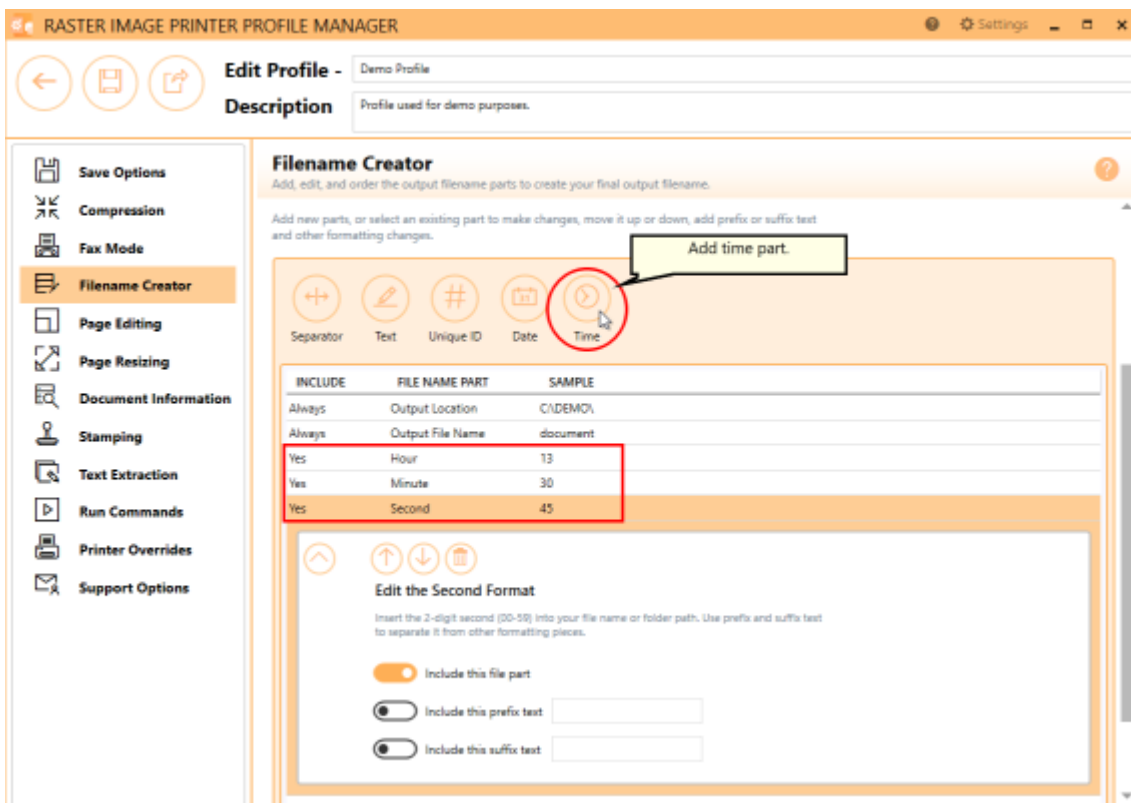 RASTER IMAGE PRINTER PROFILE MANAGER
? Settings
Edit Profile - Demo Profile
Description Profile used for demo purposes.
Save Options
Compression
Fax Mode
Filename Creator
Page Editing
Page Resizing
Document Information
Stamping
Text Extraction
Run Commands
Printer Overrides
Support Options
Filename Creator
?
Add, edit, and order the output filename parts to create your final output filename.
Add new parts, or select an existing part to make changes, move it up or down, add prefix or suffix text
and other formatting changes.
Add time part.
Separator Text Unique ID Date Time
INCLUDE FILE NAME PART SAMPLE
Always Output Location C:\DEMO\
Always Output File Name document
Yes Hour 13
Yes Minute 30
Yes Second 45
Edit the Second Format
Insert the 2-digit second (00-59) into your file name or folder path. Use prefix and suffix text
to separate it from other formatting pieces.
Include this file part
Include this prefix text
Include this suffix text